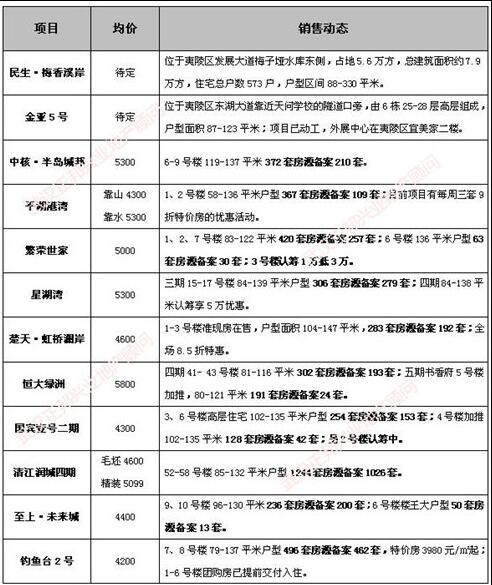 项目 均价 销售动态
民生·梅香溪岸 待定 位于夷陵区发展大道梅子垭水库东侧，占地5.6万方，总建筑面积约7.9
万方，住宅总户数573户，户型区间88-330平米。
金亚5号 待定 位于夷陵区东湖大道靠近天问学校的隧道口旁，由6栋25-28层高层组成，
户型面积87-123平米；项目已动工，外展中心在夷陵区宜美家二楼。
中核·半岛城邦 5300 6-9号楼119-137平米372套房源备案210套。
平湖港湾 靠山4300 1、2号楼58-136平米户型367套房源备案109套；目前项目有每周三套9
靠水5300 折特价房的优惠活动。
繁荣世家 5000 1、2、7号楼83-122平米420套房源备案257套；6号楼136平米户型63
套房源备案30套；3号楼认筹1万抵3万。
星湖湾 5300 三期15-17号楼84-139平米户型306套房源备案279套；四期84-138平
米认筹享5万优惠。
楚天·虹桥澜岸 4600 1-3号楼准现房在售，户型面积104-147平米，283套房源备案192套；全
场8.5折特惠。
恒大绿洲 5800 四期41-43号楼81-116平米302套房源备案193套；五期书香府5号楼
加推，80-121平米191套房源备案24套。
国宾壹号二期 4300 3、6号楼高层住宅102-135平米户型254套房源备案153套；4号楼加推
102-135平米128套房源备案42套；另2号楼认筹中。
清江润城四期 毛坯4600 52-58号楼85-132平米户型1244套房源备案1026套。
精装5099
至上·未来城 4400 9、10号楼96-130平米236套房源备案200套；6号楼楼王大户型50套房
源备案13套。
钓鱼台2号 4200 7、8号楼79-137平米户型496套房源备案462套，特价房3980元/㎡起；
1-6号楼团购房已提前交付入住。